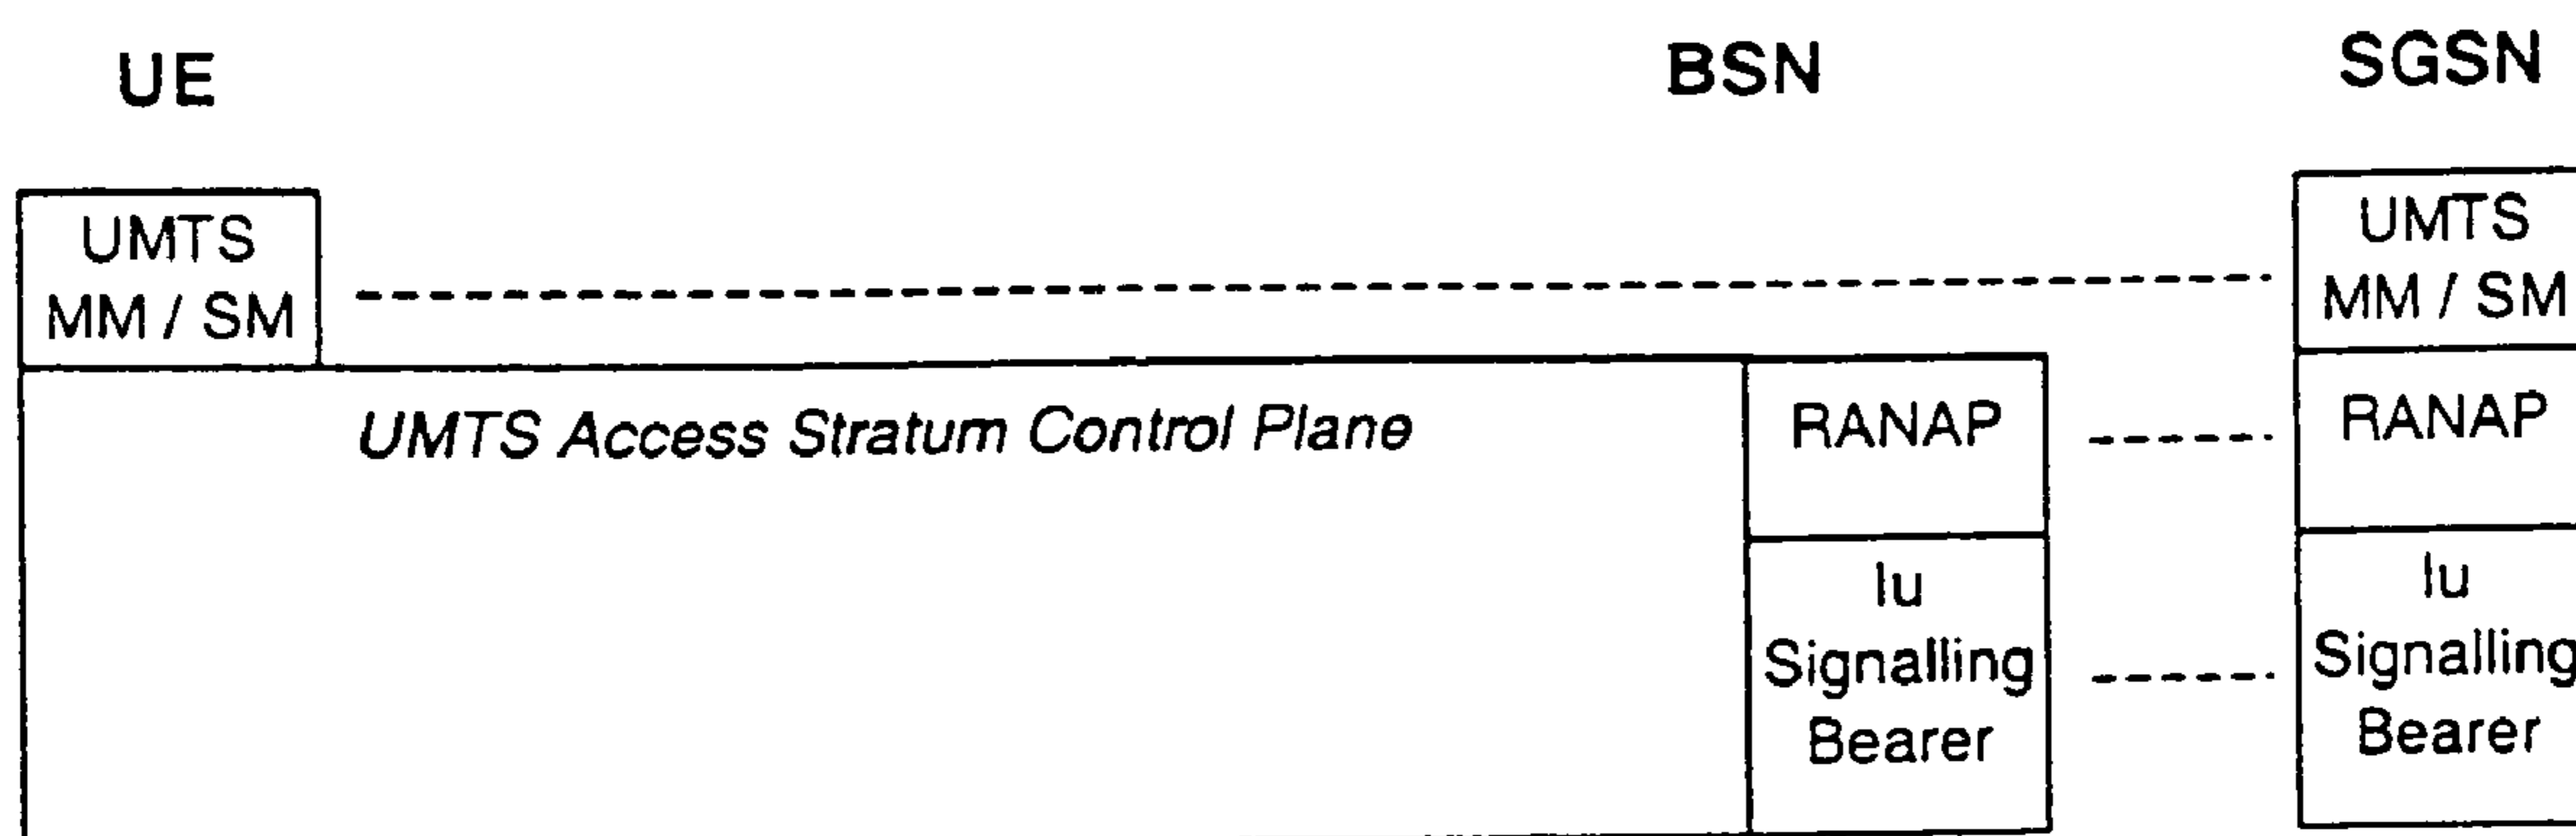 UE
BSN
SGSN
UMTS
MM / SM
UMTS
MM / SM
UMTS Access Stratum Control Plane
RANAP
RANAP
Iu
Signalling
Bearer
Iu
Signalling
Bearer